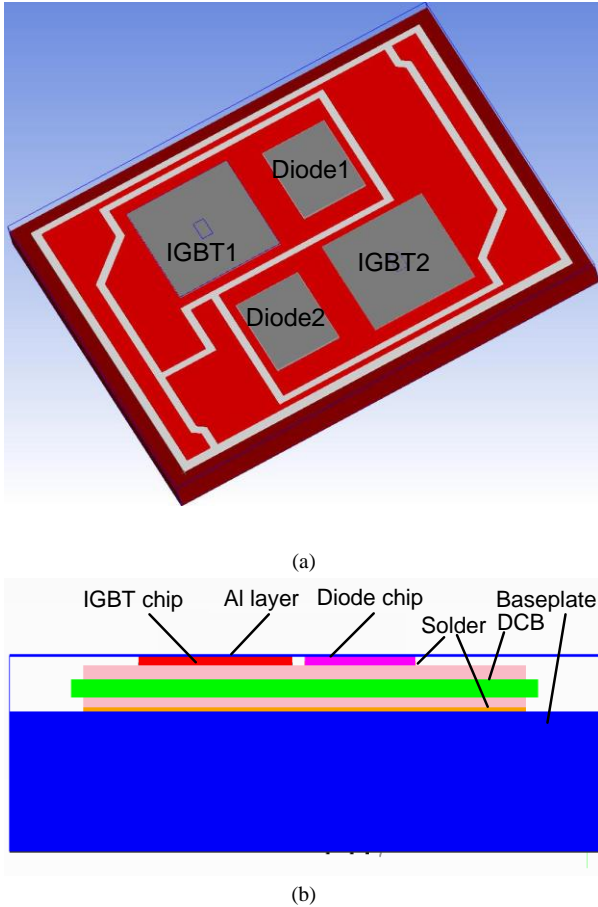 Diode1
IGBT1
IGBT2
Diode2
(a)
IGBT chip Al layer Diode chip Baseplate
Solder DCB
(b)